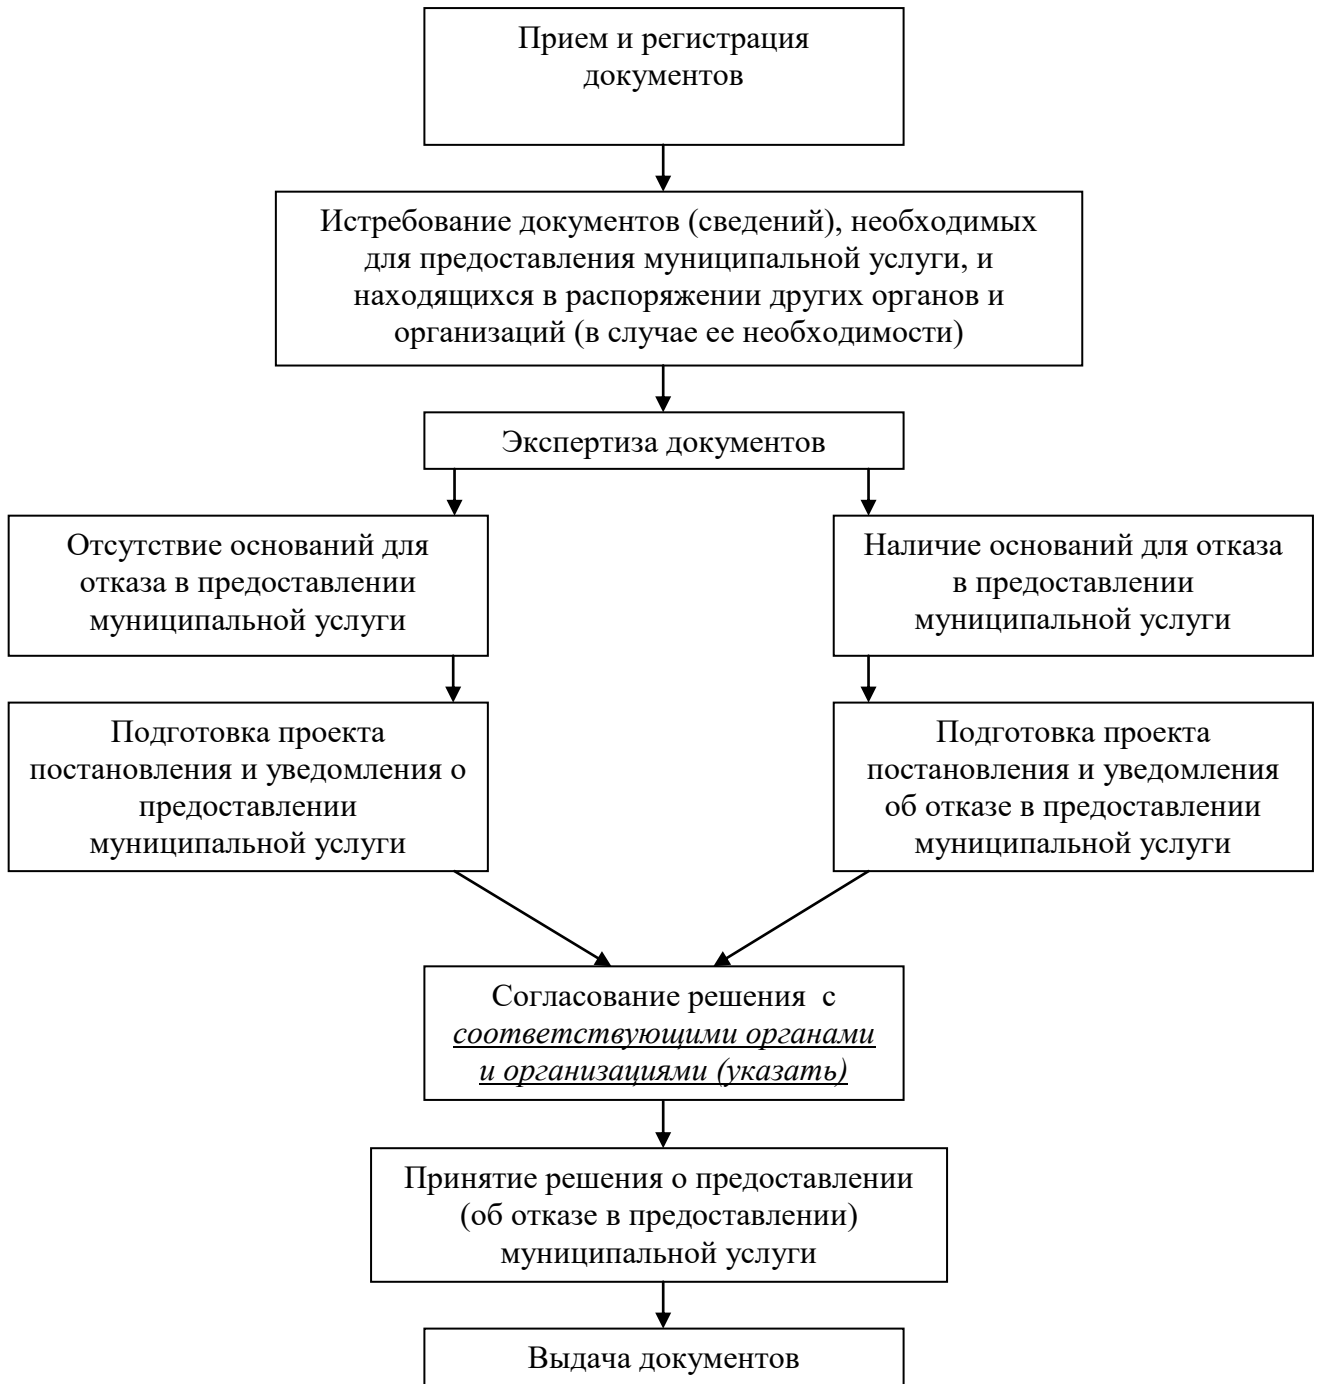 Прием и регистрация
документов
Истребование документов (сведений), необходимых
для предоставления муниципальной услуги, и
находящихся в распоряжении других органов и
организаций (в случае ее необходимости)
Экспертиза документов
Отсутствие оснований для
отказа в предоставлении
муниципальной услуги
Наличие оснований для отказа
в предоставлении
муниципальной услуги
Подготовка проекта
постановления и уведомления о
предоставлении
муниципальной услуги
Подготовка проекта
постановления и уведомления
об отказе в предоставлении
муниципальной услуги
Согласование решения  с
соответствующими органами
и организациями (указать)
Принятие решения о предоставлении
(об отказе в предоставлении)
муниципальной услуги
Выдача документов